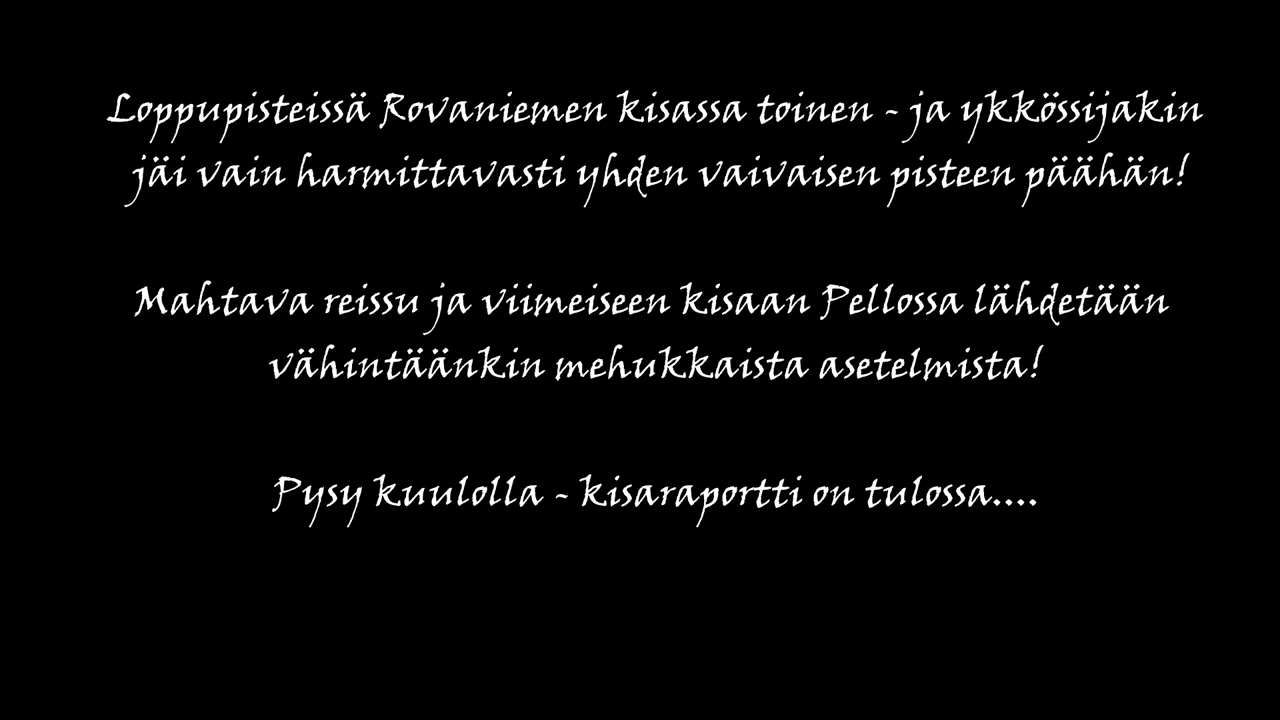 Loppupisteissä Rovaniemen kisassa toinen - ja ykkössijakin
jäi vain harmittavasti yhden vaivaisen pisteen päähän!
Mahtava reissu ja viimeiseen kisaan Pellossa lähdetään
vähintäänkin mehukkaista asetelmista!
Pysy kuulolla - kisaraportti on tulossa....